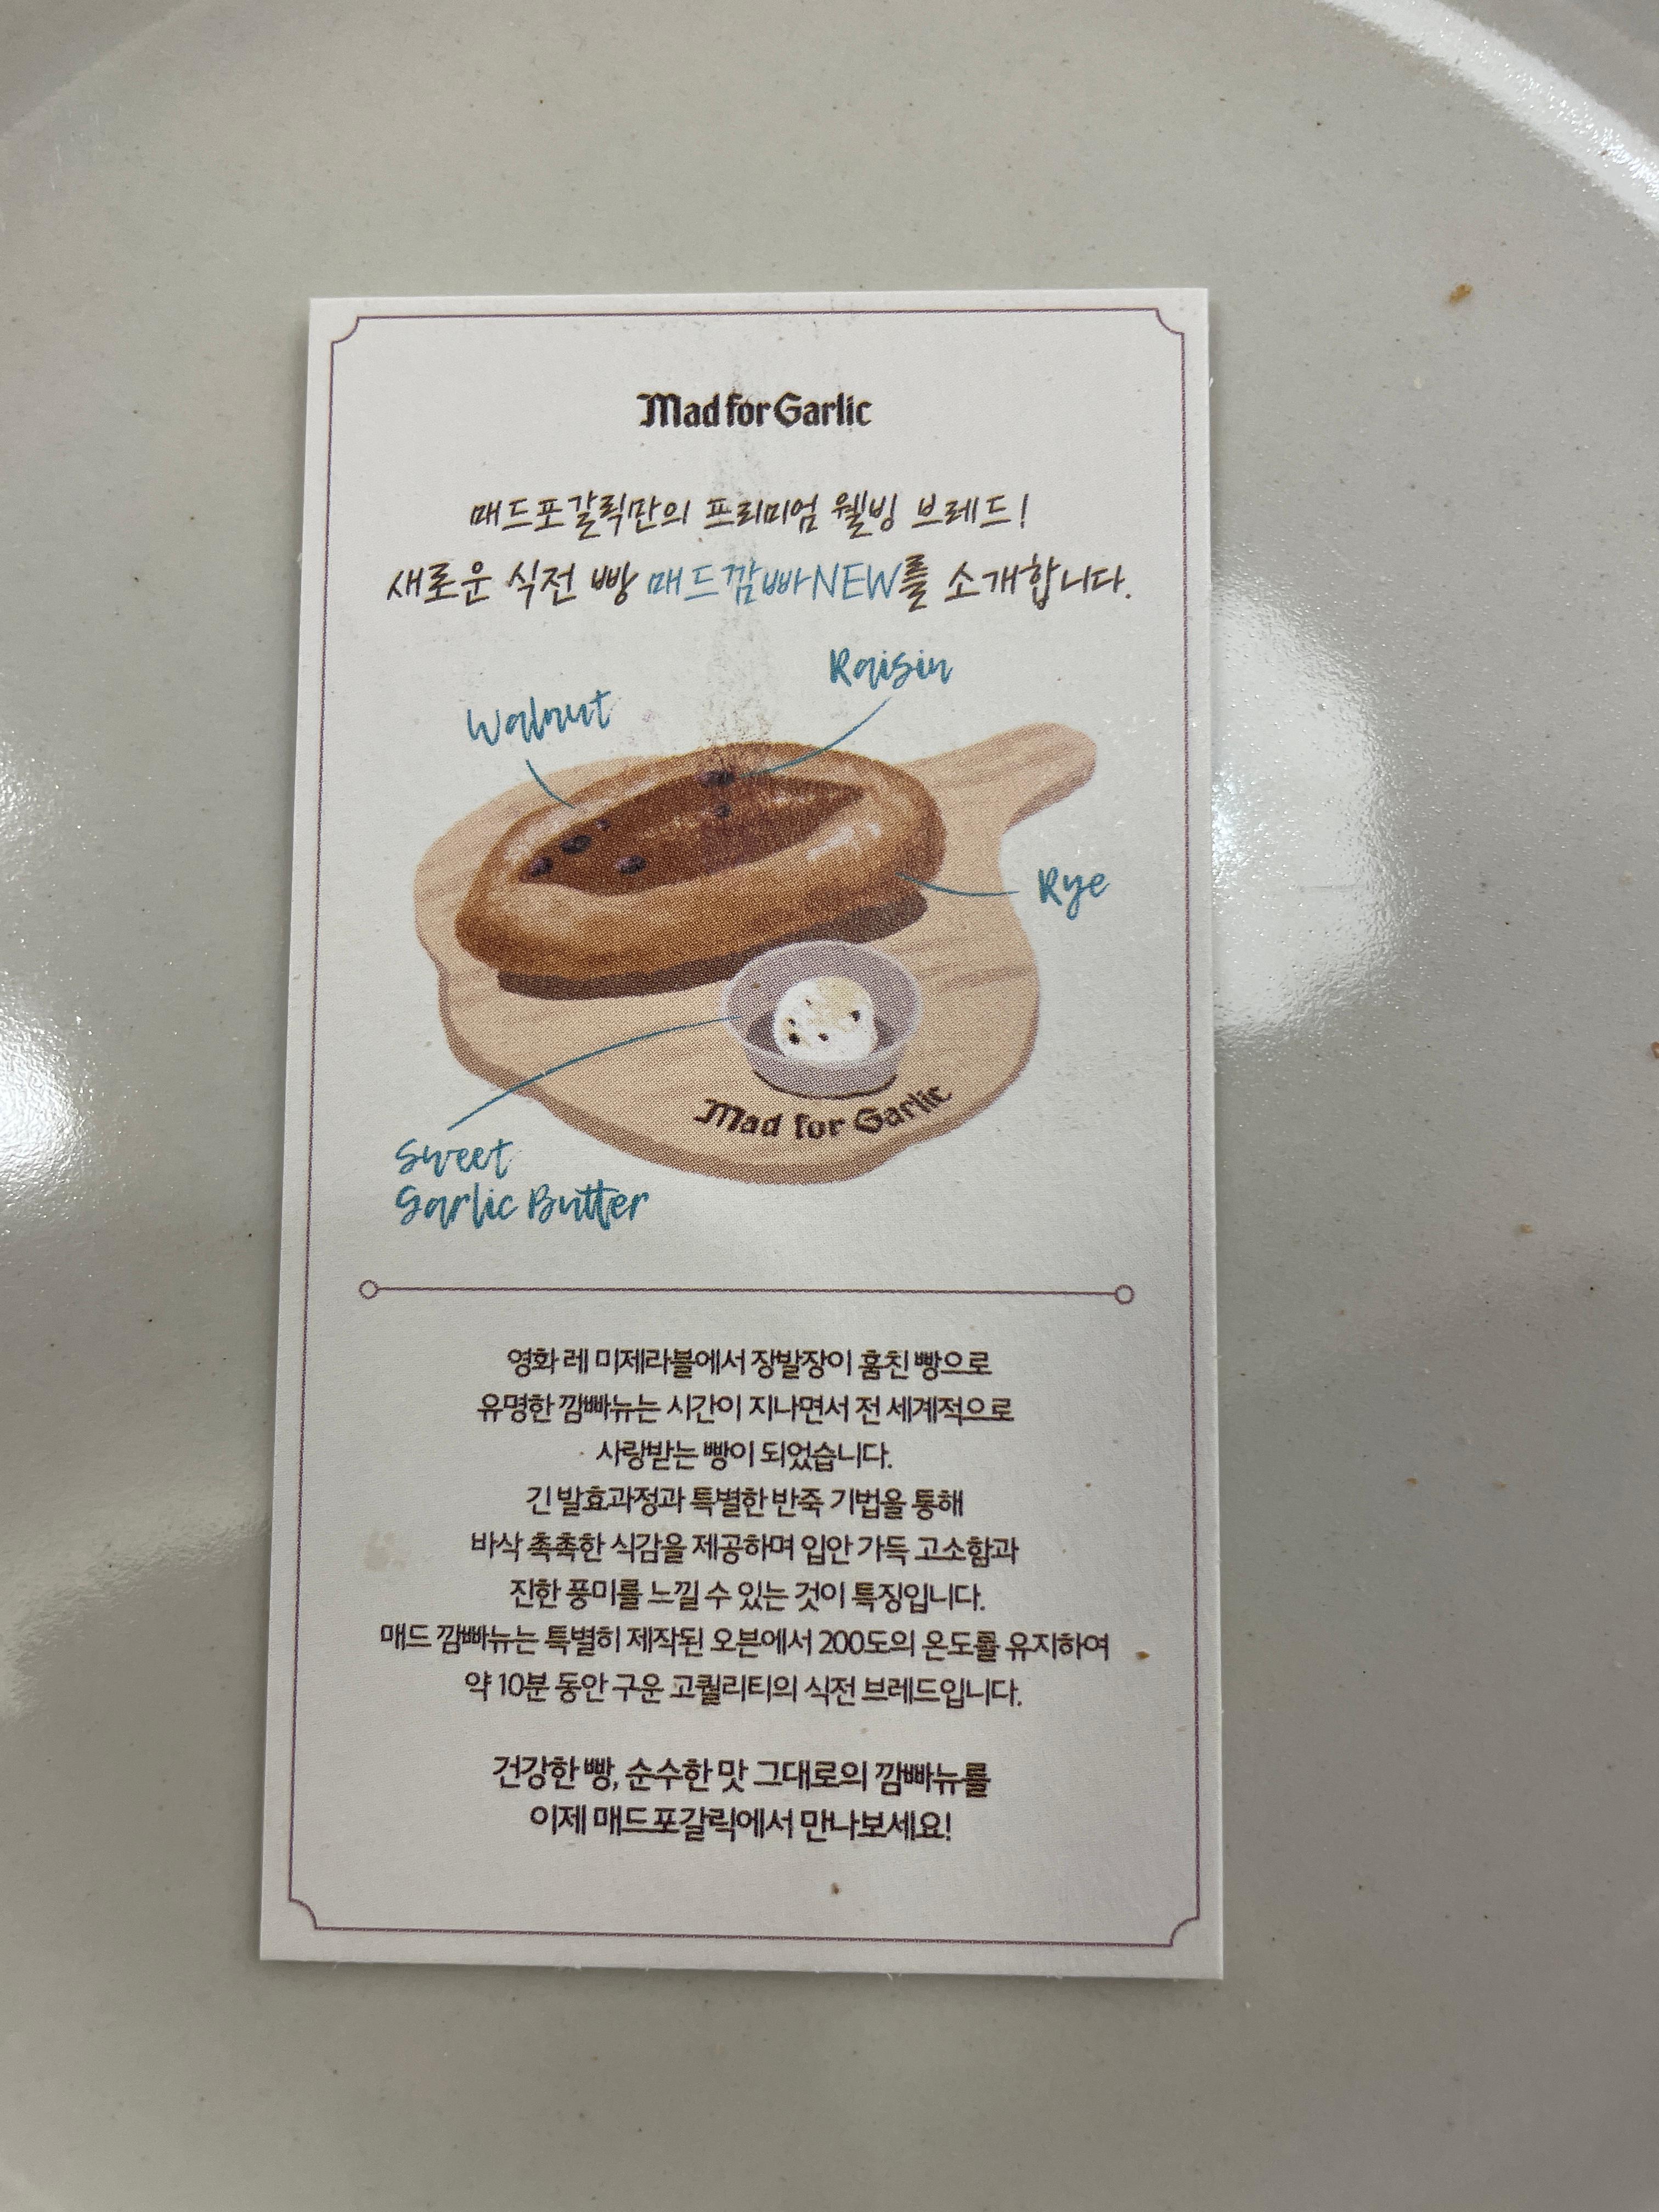 Mad for Garlic
매드포갈릭만의 프리미엄 웰빙 브레드!
새로운 식전 빵 매드깜빠NEW를 소개합니다.
Raisin
Walnut
Rye
Mad for Garlic
Sweet
Garlic Butter
영화 레 미제라블에서 장발장이 훔친 빵으로
유명한 깜빠뉴는 시간이 지나면서 전 세계적으로
사랑받는 빵이 되었습니다.
긴 발효과정과 특별한 반죽 기법을 통해
바삭 촉촉한 식감을 제공하며 입안 가득 고소함과
진한 풍미를 느낄 수 있는 것이 특징입니다.
매드 깜빠뉴는 특별히 제작된 오븐에서 200도의 온도를 유지하여
약 10분 동안 구운 고퀄리티의 식전 브레드입니다.
건강한 빵, 순수한 맛 그대로의 깜빠뉴를
이제 매드포갈릭에서 만나보세요!